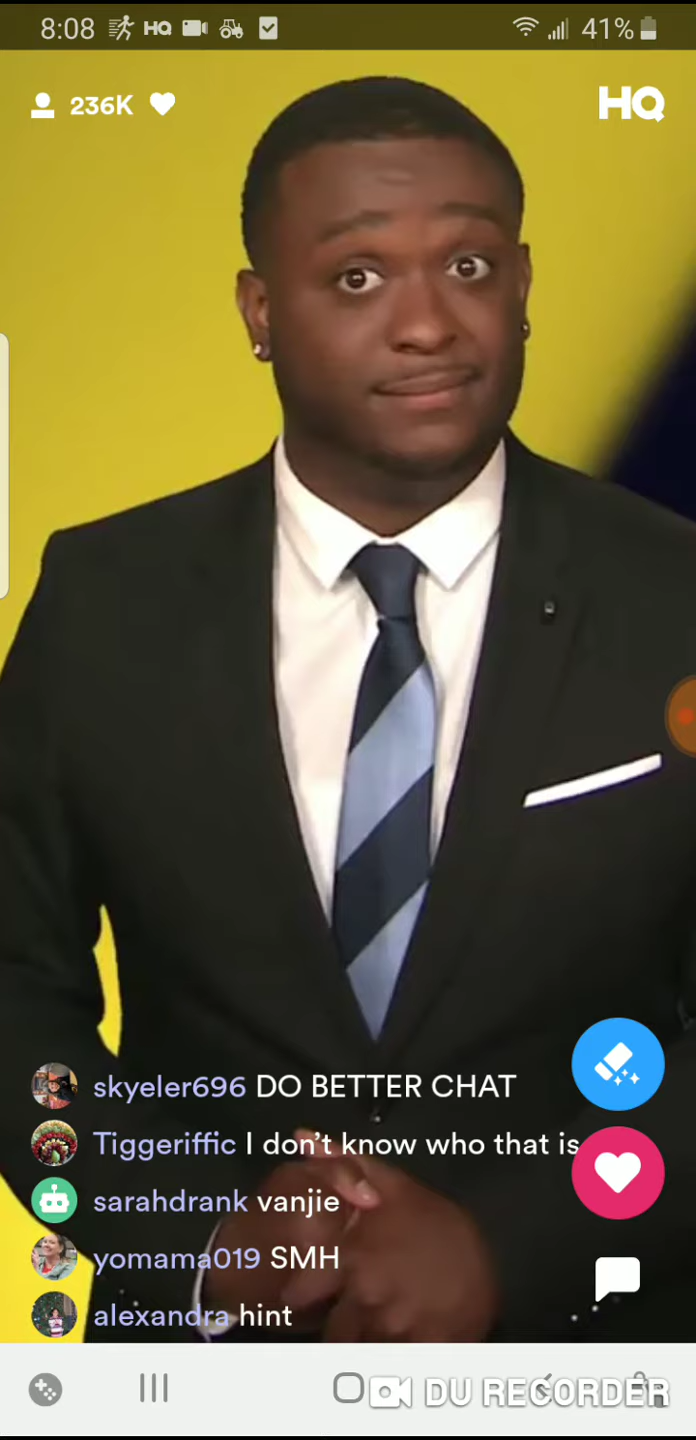 8:08 HQ 41%
236K HQ
skyeler696 DO BETTER CHAT
Tiggeriffic I don't know who that is
sarahdrank vanjie
yomama019 SMH
alexandra hint
DU RECORDER